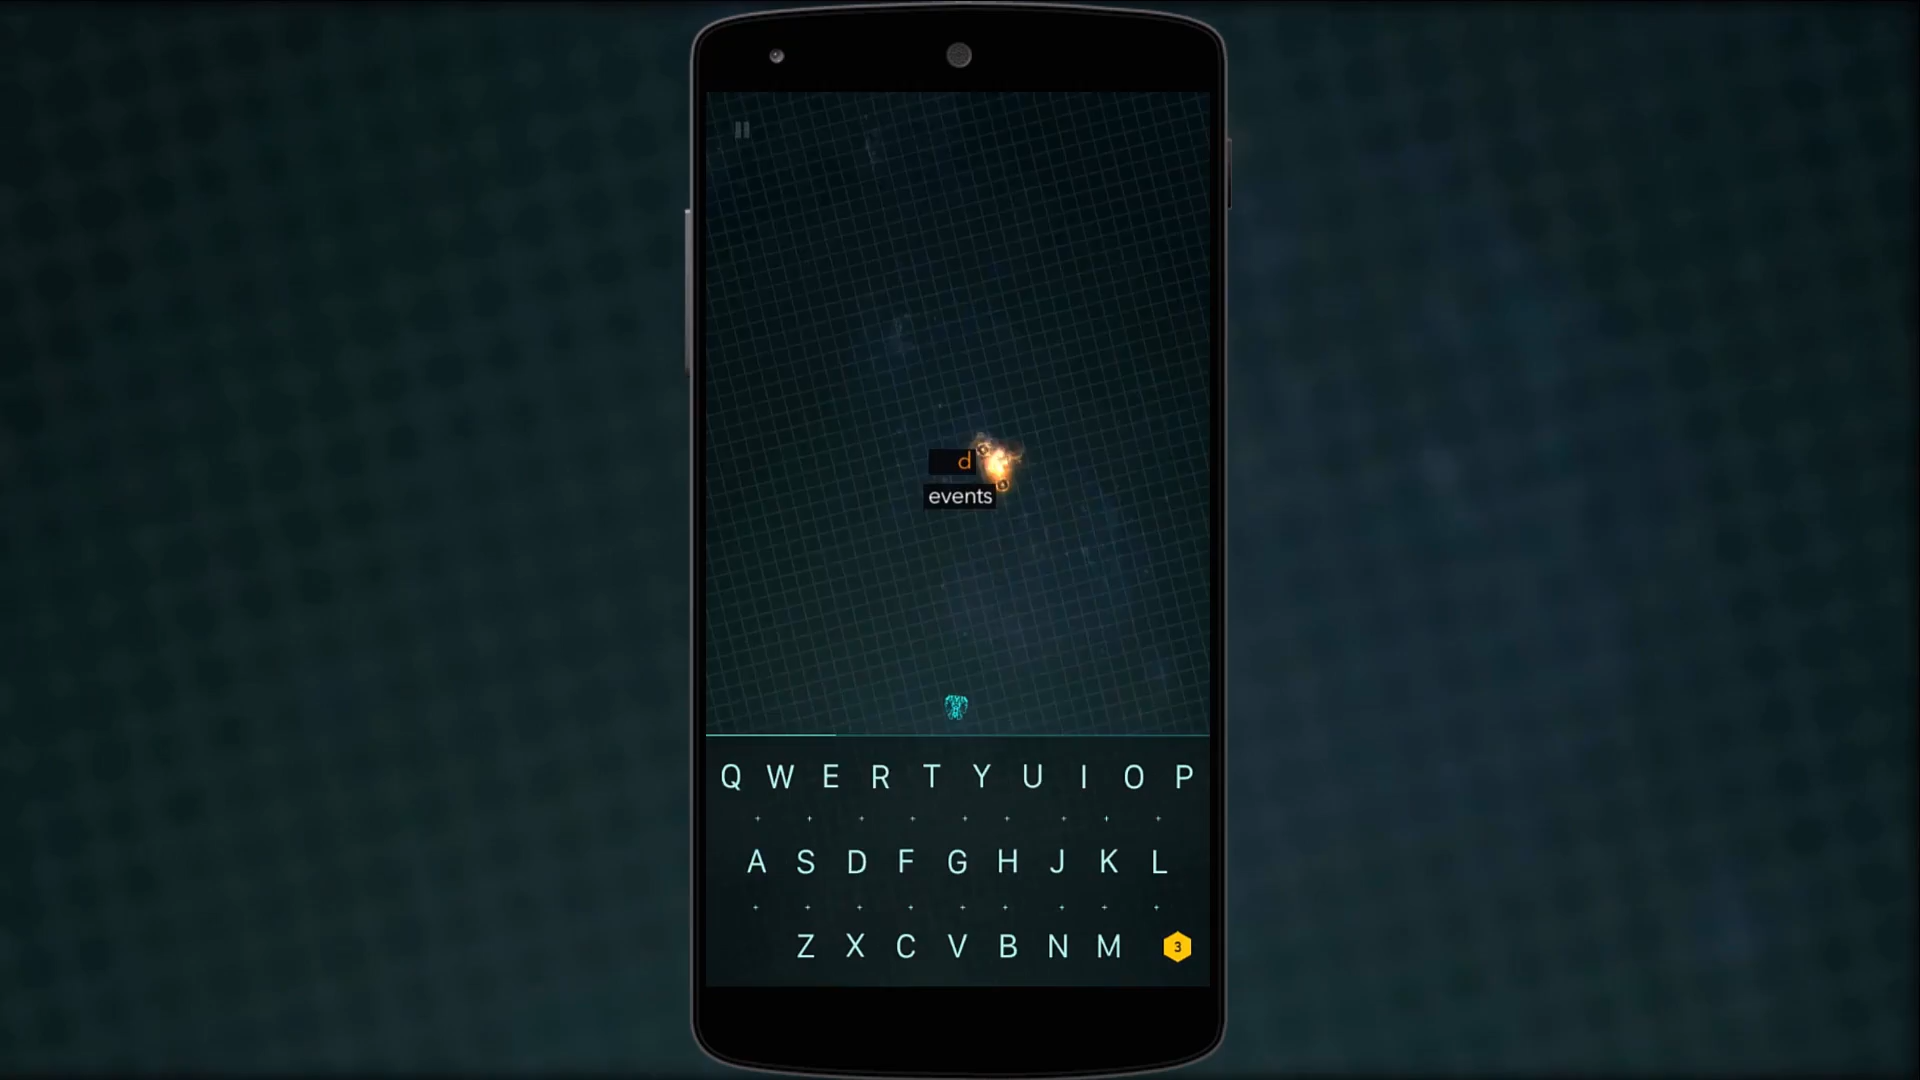 d
events
Q W E R T Y U I O P
A S D F G H J K L
Z X C V B N M 3